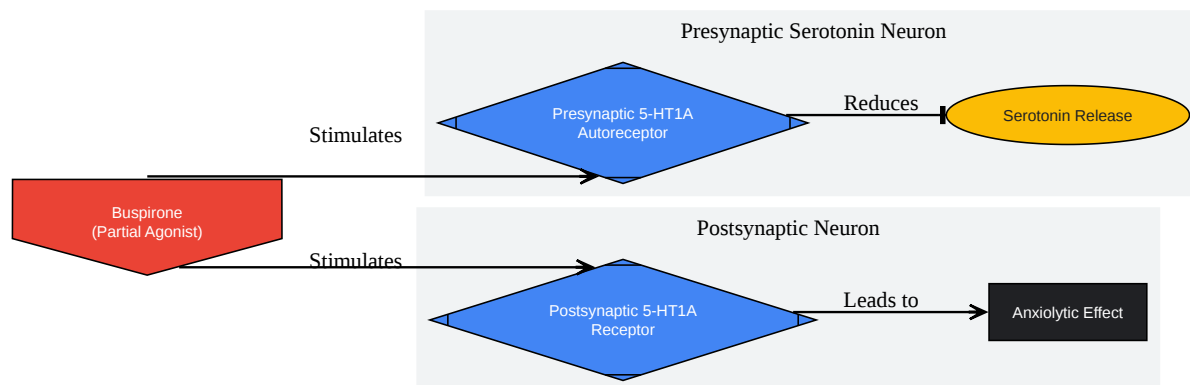 Presynaptic Serotonin Neuron
Presynaptic 5-HT1A
Autoreceptor
Reduces
Serotonin Release
Stimulates
Buspirone
(Partial Agonist)
Stimulates
Postsynaptic Neuron
Postsynaptic 5-HT1A
Receptor
Leads to
Anxiolytic Effect